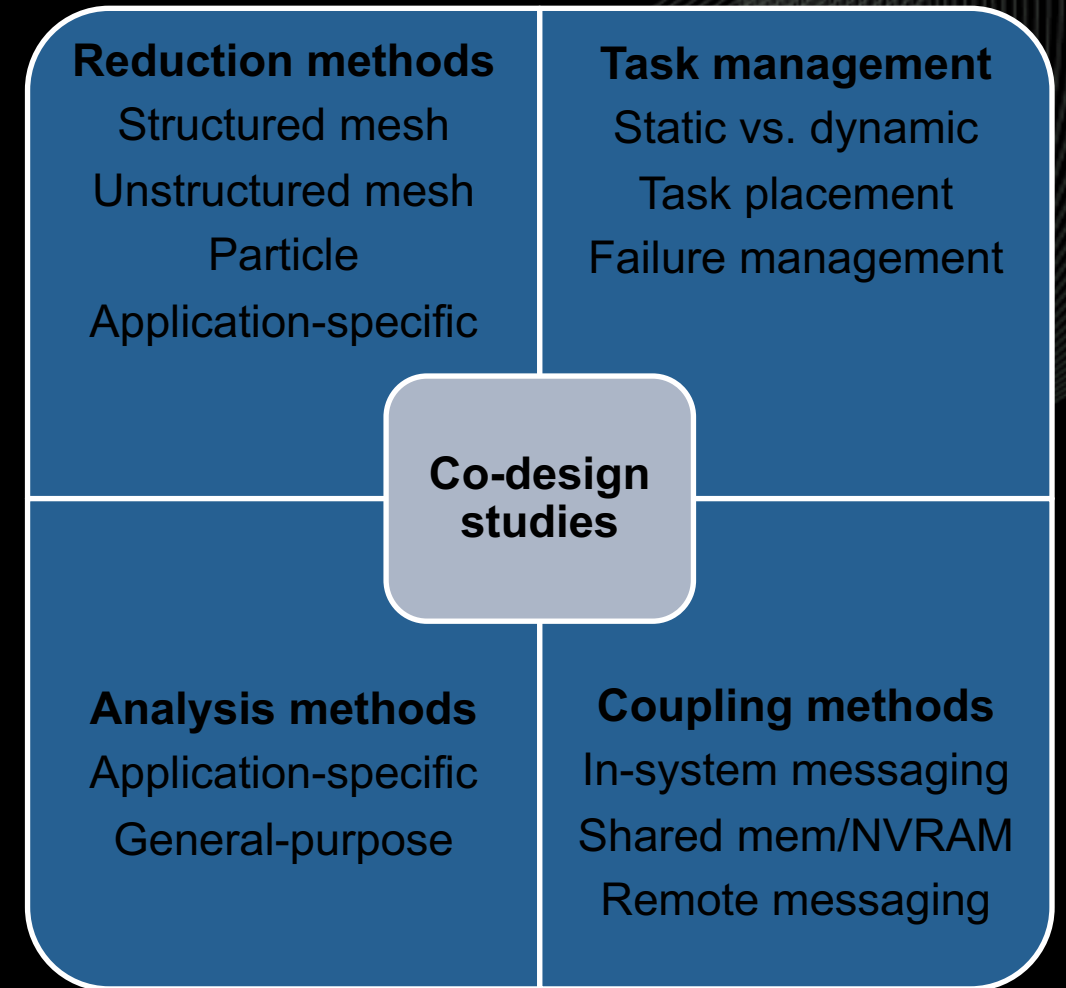 Reduction methods
Structured mesh
Unstructured mesh
Particle
Application-specific
Task management
Static vs. dynamic
Task placement
Failure management
Co-design
studies
Analysis methods
Application-specific
General-purpose
Coupling methods
In-system messaging
Shared mem/NVRAM
Remote messaging